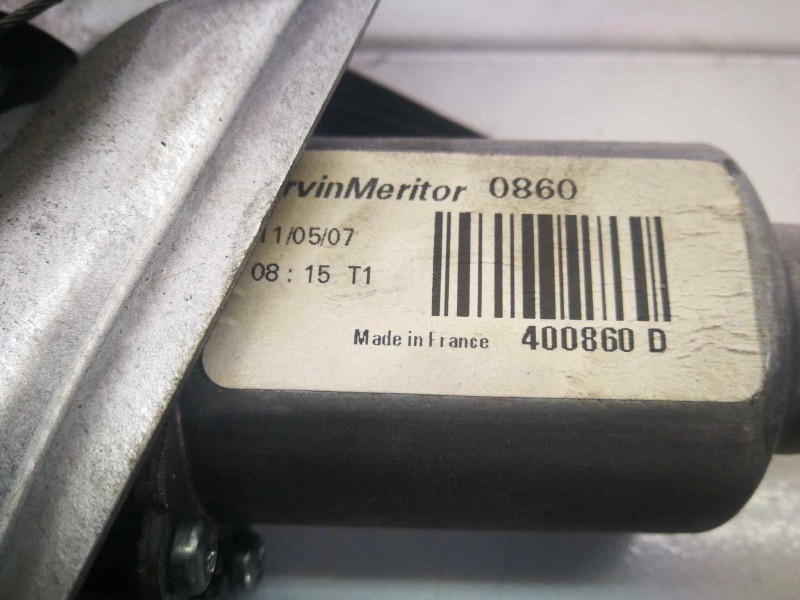 rvinMeritor 0860
11/05/07
08 : 15 T1
Made in France 400860 D